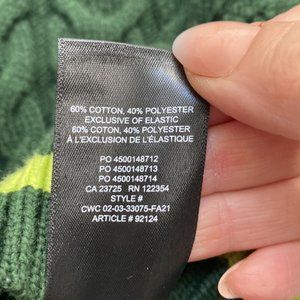 60% COTTON, 40% POLYESTER
EXCLUSIVE OF ELASTIC
60% COTON, 40% POLYESTER
À L'EXCLUSION DE L'ÉLASTIQUE
PO 4500148712
PO 4500148713
PO 4500148714
CA 23725 RN 122354
STYLE #
CWC 02-03-33075-FA21
ARTICLE # 92124